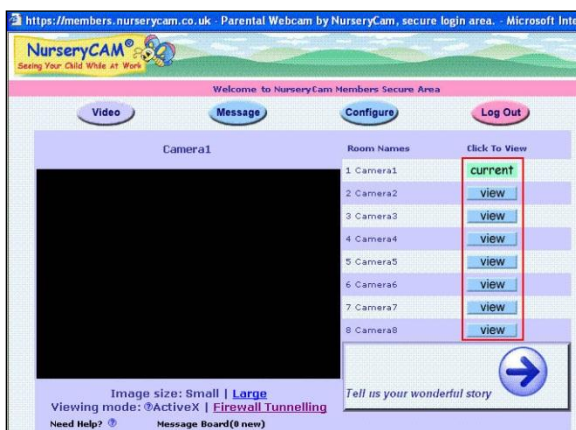 https://members.nurserycam.co.uk - Parental Webcam by NurseryCam, secure login area. - Microsoft Int
NurseryCAM®
Seeing Your Child While At Work
Welcome to NurseryCam Members Secure Area
Video Message Configure Log Out
Camera1 Room Names Click To View
1 Camera1 current
2 Camera2 view
3 Camera3 view
4 Camera4 view
5 Camera5 view
6 Camera6 view
7 Camera7 view
8 Camera8 view
Tell us your wonderful story
Image size: Small | Large
Viewing mode: ?ActiveX | Firewall Tunnelling
Need Help? ? Message Board(0 new)